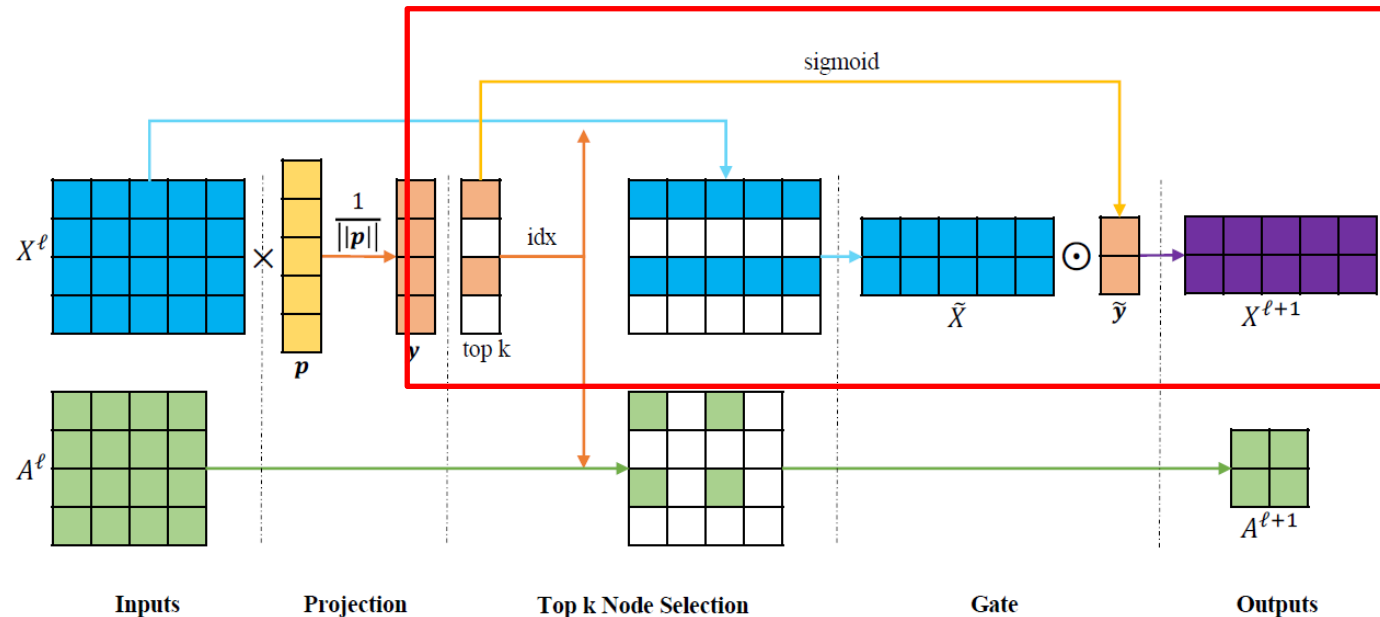 sigmoid
X^ℓ
×
1
||p||
idx
⊙
p
y
top k
X̃
ỹ
X^{ℓ+1}
A^ℓ
A^{ℓ+1}
Inputs Projection Top k Node Selection Gate Outputs